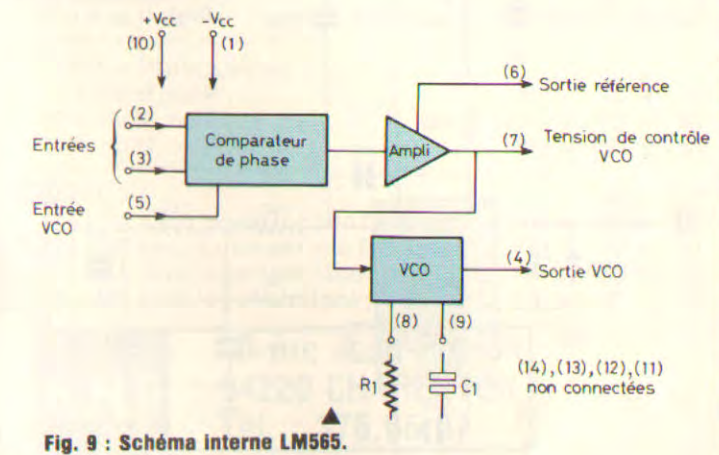 +Vcc
-Vcc
(10)
(1)
(6)
Sortie référence
(2)
Entrées
(3)
Comparateur
de phase
Ampli
(7)
Tension de contrôle
VCO
(5)
Entrée
VCO
VCO
(4)
Sortie VCO
(8)
(9)
R1
C1
(14),(13),(12),(11)
non connectées
Fig. 9 : Schéma interne LM565.